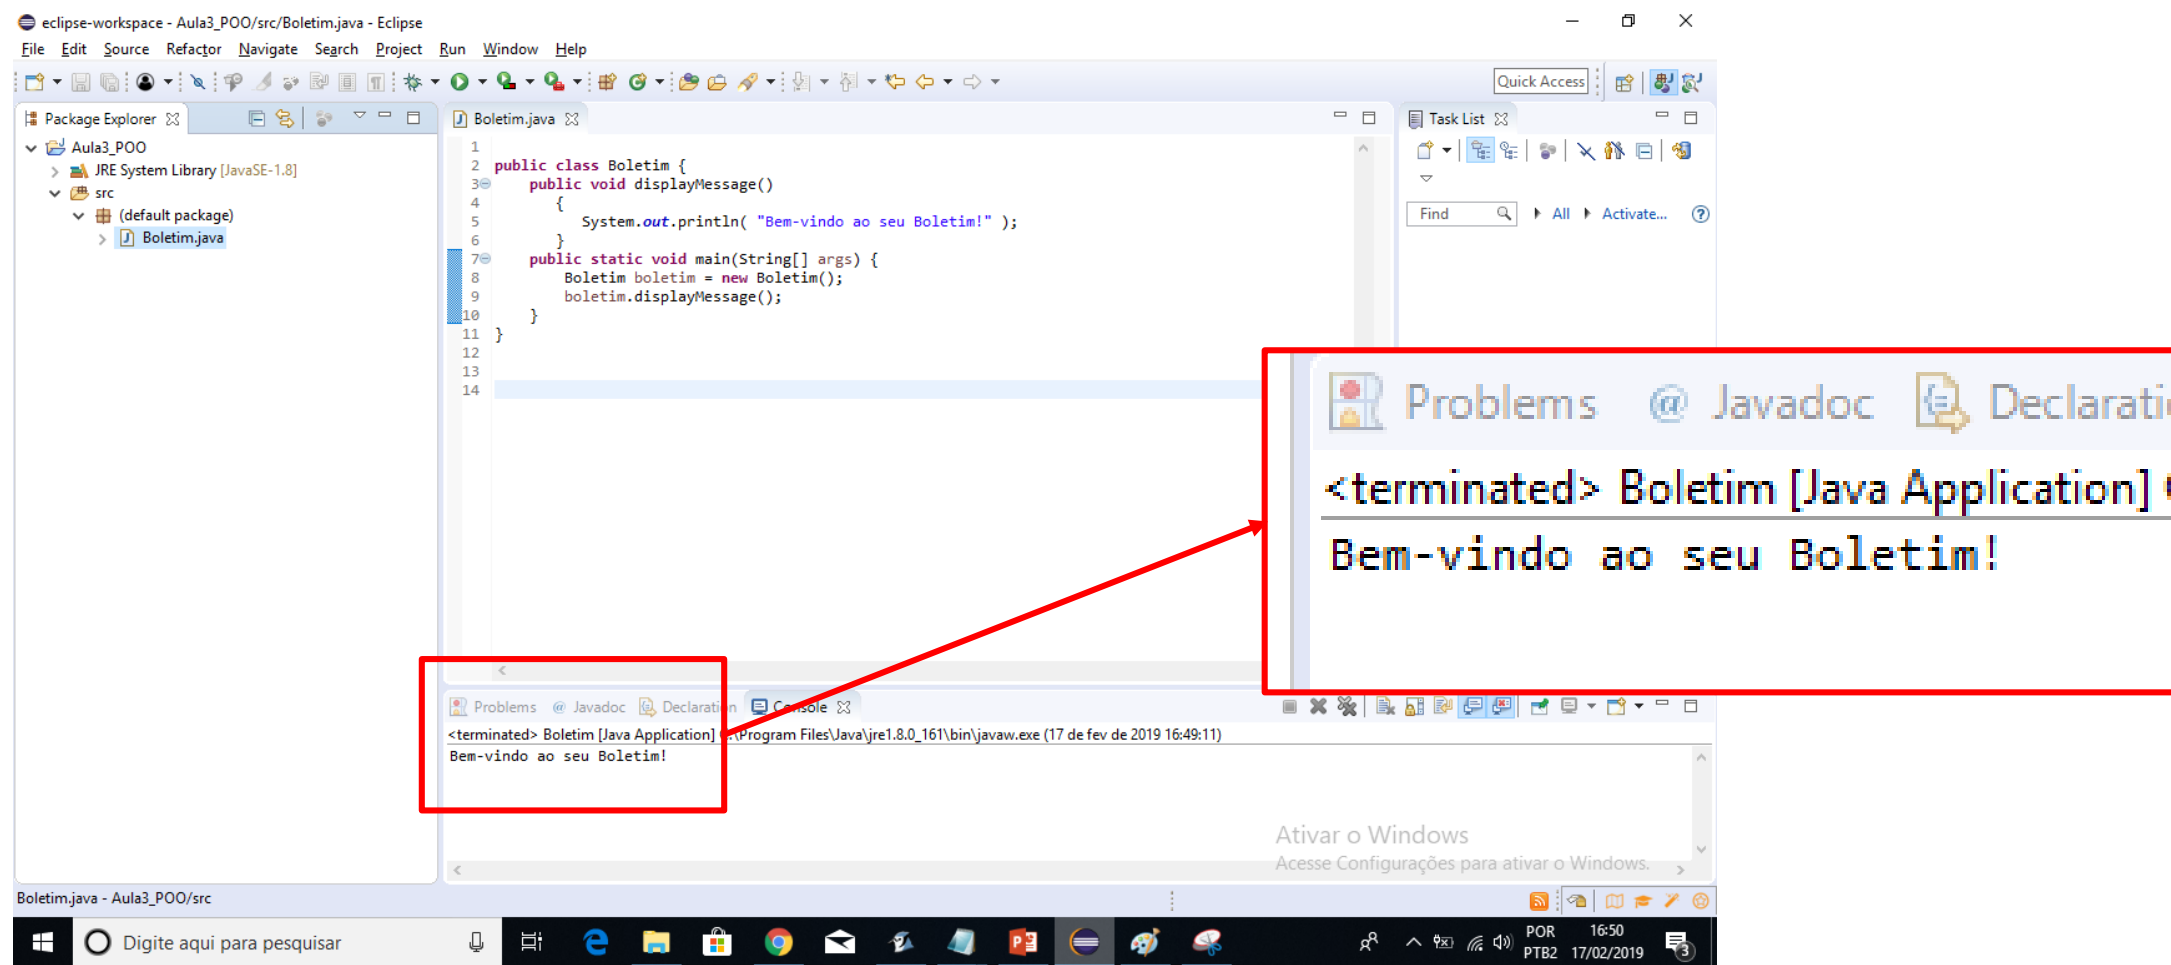 eclipse-workspace - Aula3_POO/src/Boletim.java - Eclipse
File Edit Source Refactor Navigate Search Project Run Window Help
Quick Access
Package Explorer
Aula3_POO
JRE System Library [JavaSE-1.8]
src
(default package)
Boletim.java
Boletim.java
1
2 public class Boletim {
3 public void displayMessage()
4 {
5 System.out.println( "Bem-vindo ao seu Boletim!" );
6 }
7 public static void main(String[] args) {
8 Boletim boletim = new Boletim();
9 boletim.displayMessage();
10 }
11 }
12
13
14
Task List
Find All Activate...
Problems @ Javadoc Declarati
<terminated> Boletim [Java Application]
Bem-vindo ao seu Boletim!
Problems @ Javadoc Declaration Console
<terminated> Boletim [Java Application] C:\Program Files\Java\jre1.8.0_161\bin\javaw.exe (17 de fev de 2019 16:49:11)
Bem-vindo ao seu Boletim!
Ativar o Windows
Acesse Configurações para ativar o Windows.
Boletim.java - Aula3_POO/src
Digite aqui para pesquisar
POR
PTB2
16:50
17/02/2019
3